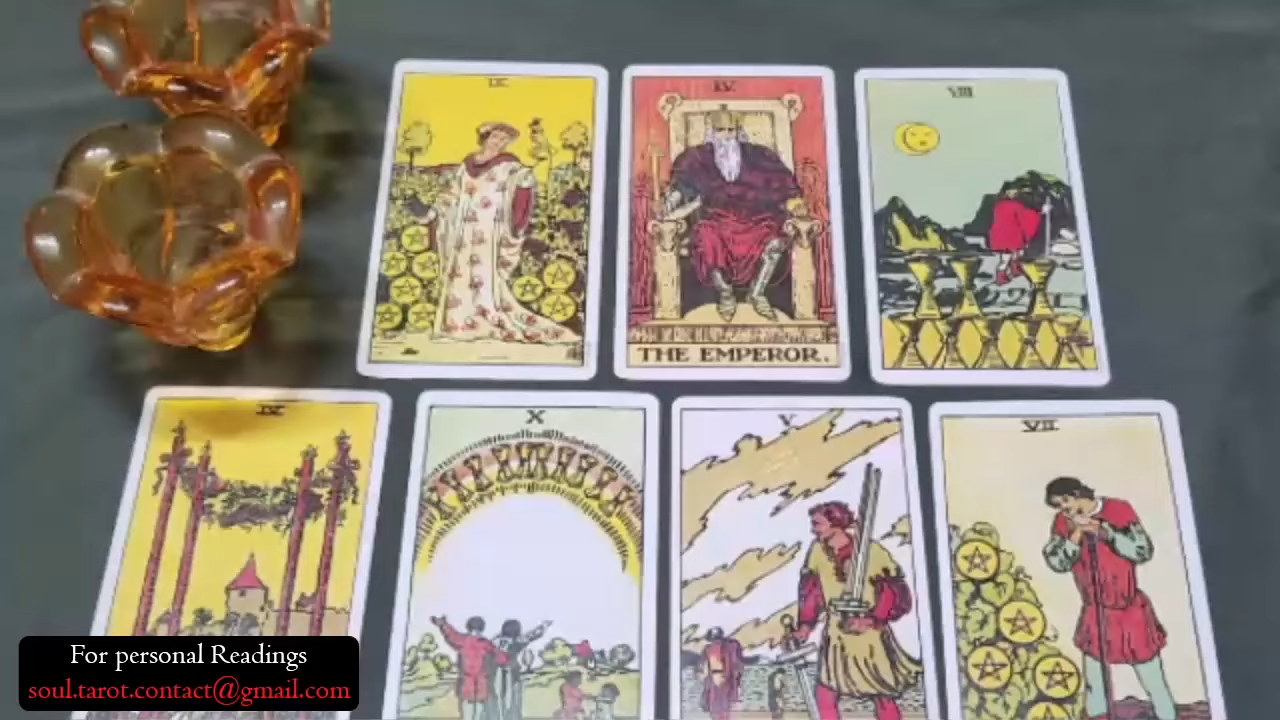 IX
IV
VIII
THE EMPEROR.
IV
X
V
VII
For personal Readings
soul.tarot.contact@gmail.com